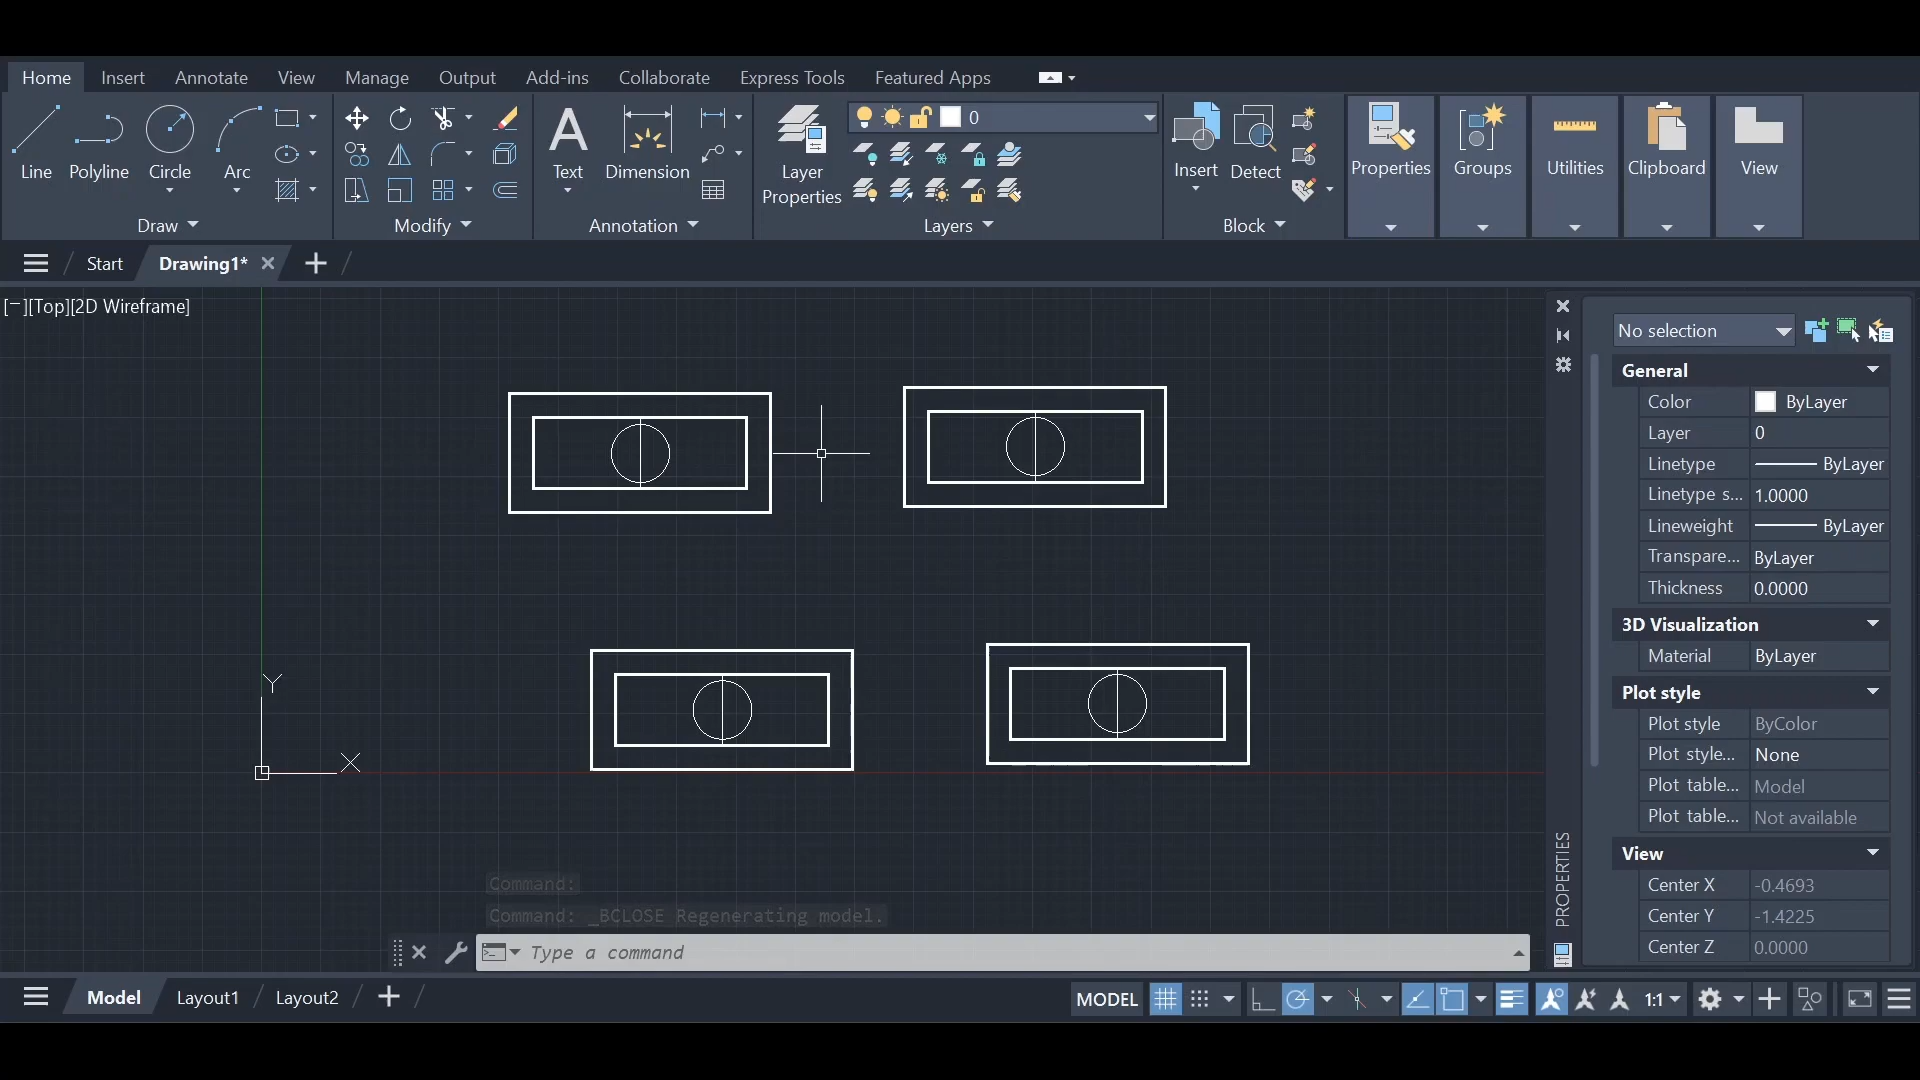 Home Insert Annotate View Manage Output Add-ins Collaborate Express Tools Featured Apps
Line Polyline Circle Arc
Draw
Modify
Text Dimension
Annotation
Layer Properties
0
Layers
Insert Detect
Block
Properties Groups Utilities Clipboard View
Start Drawing1*
[−][Top][2D Wireframe]
Y
X
No selection
General
Color ByLayer
Layer 0
Linetype ByLayer
Linetype s... 1.0000
Lineweight ByLayer
Transpare... ByLayer
Thickness 0.0000
3D Visualization
Material ByLayer
Plot style
Plot style ByColor
Plot style... None
Plot table... Model
Plot table... Not available
View
Center X -0.4693
Center Y -1.4225
Center Z 0.0000
PROPERTIES
Command:
Command: _BCLOSE Regenerating model.
Type a command
Model Layout1 Layout2
MODEL 1:1